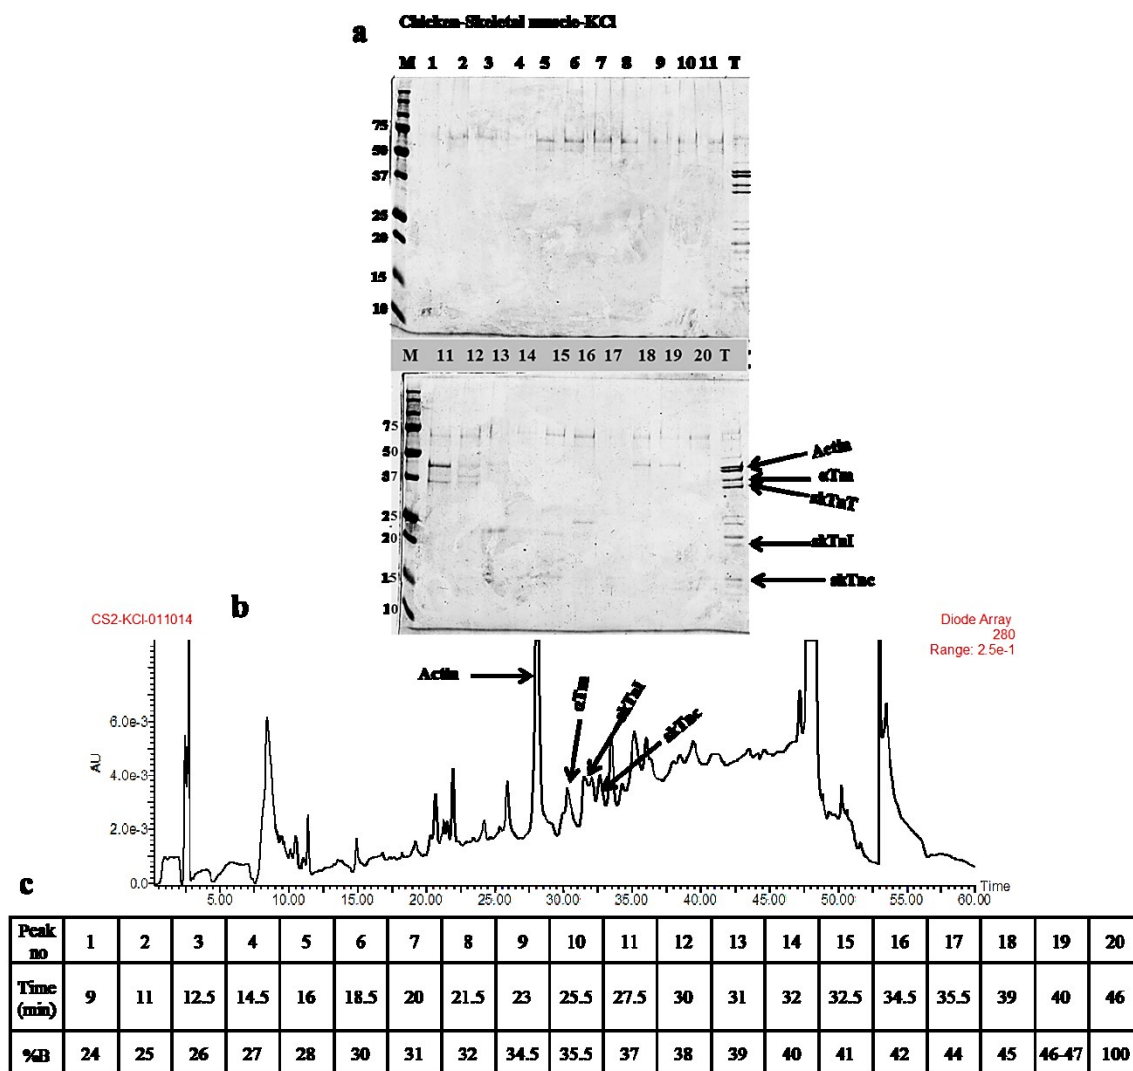 a
Chicken-Skeletal muscle-KCl
M 1 2 3 4 5 6 7 8 9 10 11 T
75
50
37
25
20
15
10
M 11 12 13 14 15 16 17 18 19 20 T
75
50
37
25
20
15
10
Actin
αTm
skTnT
skTnI
skTnc
b
CS2-KCl-011014
Diode Array
280
Range: 2.5e-1
Actin
αTm
skTnI
skTnc
6.0e-3
4.0e-3
2.0e-3
0.0
AU
5.00 10.00 15.00 20.00 25.00 30.00 35.00 40.00 45.00 50.00 55.00 60.00
Time
c
Peak no 1 2 3 4 5 6 7 8 9 10 11 12 13 14 15 16 17 18 19 20
Time (min) 9 11 12.5 14.5 16 18.5 20 21.5 23 25.5 27.5 30 31 32 32.5 34.5 35.5 39 40 46
%B 24 25 26 27 28 30 31 32 34.5 35.5 37 38 39 40 41 42 44 45 46-47 100